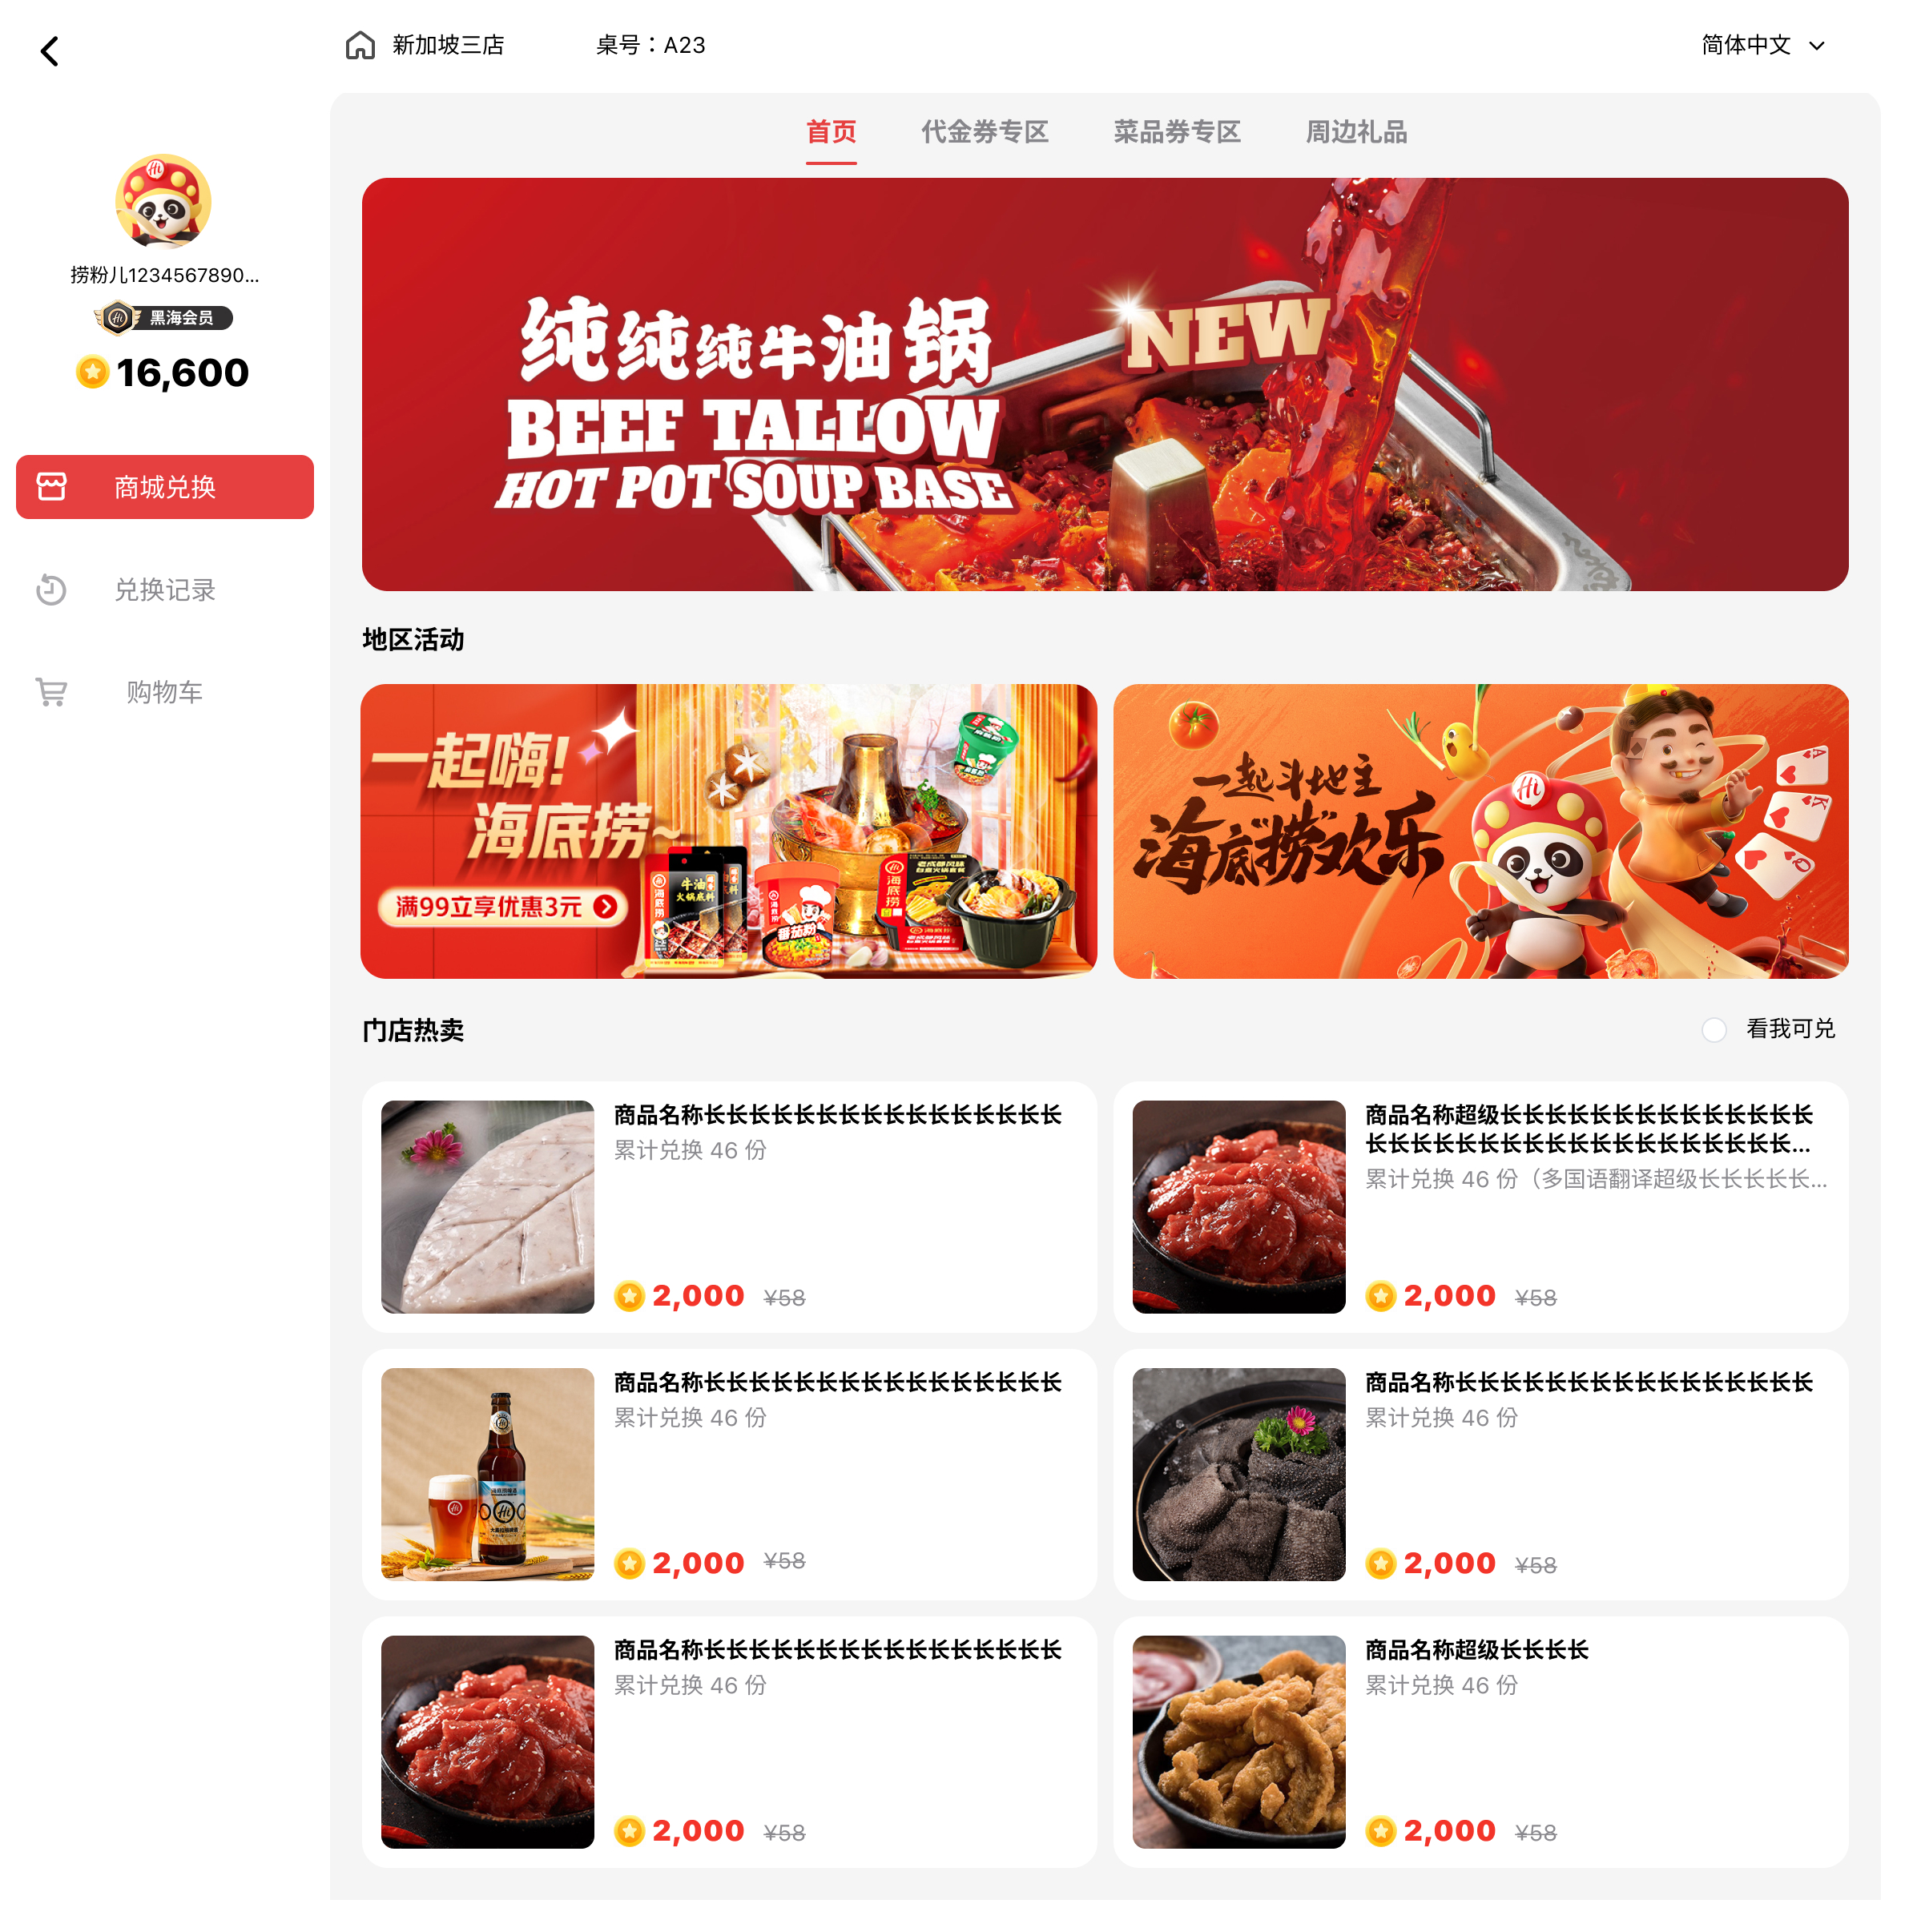 新加坡三店
桌号：A23
简体中文
捞粉儿1234567890...
黑海会员
16,600
商城兑换
兑换记录
购物车
首页
代金券专区
菜品券专区
周边礼品
纯纯纯牛油锅
NEW
BEEF TALLOW
HOT POT SOUP BASE
地区活动
一起嗨!
海底捞~
满99立享优惠3元
牛油
火锅底料
海底捞
番茄粉
一起斗地主
海底“捞”欢乐
Hi
门店热卖
看我可兑
商品名称长长长长长长长长长长长长长长长长
累计兑换 46 份
2,000 ¥58
商品名称超级长长长长长长长长长长长长长长
长长长长长长长长长长长长长长长长长长长...
累计兑换 46 份（多国语翻译超级长长长长长...
2,000 ¥58
商品名称长长长长长长长长长长长长长长长长
累计兑换 46 份
2,000 ¥58
商品名称长长长长长长长长长长长长长长长长
累计兑换 46 份
2,000 ¥58
商品名称长长长长长长长长长长长长长长长长
累计兑换 46 份
2,000 ¥58
商品名称超级长长长长
累计兑换 46 份
2,000 ¥58